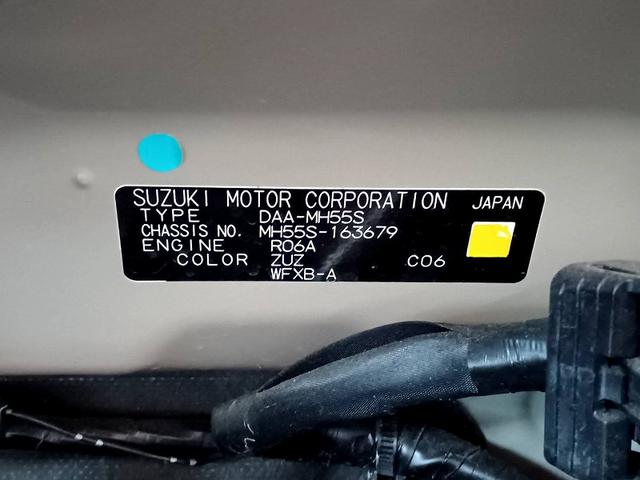 SUZUKI MOTOR CORPORATION JAPAN
TYPE DAA-MH55S
CHASSIS NO. MH55S-163679
ENGINE R06A
COLOR ZUZ C06
WFXB-A